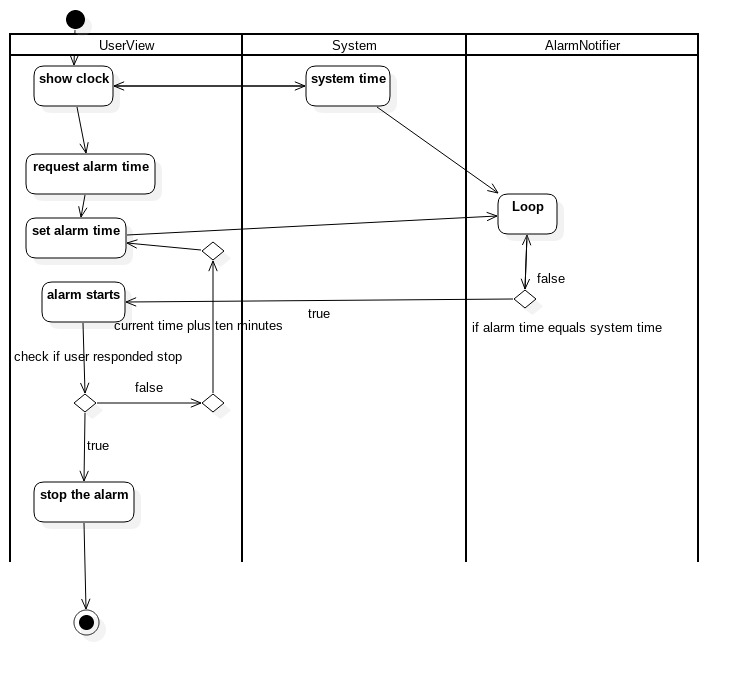 UserView
System
AlarmNotifier
show clock
system time
request alarm time
Loop
set alarm time
false
alarm starts
true
current time plus ten minutes
if alarm time equals system time
check if user responded stop
false
true
stop the alarm